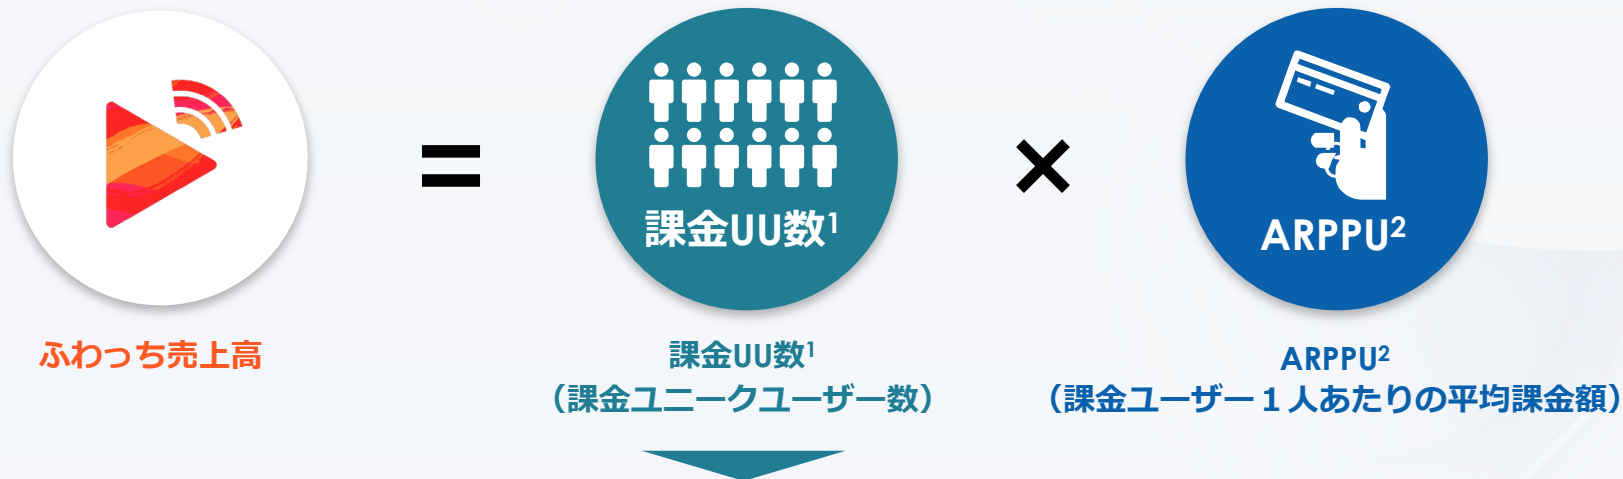 =
×
課金UU数¹
ARPPU²
ふわっち売上高
課金UU数¹
(課金ユニークユーザー数)
ARPPU²
(課金ユーザー1人あたりの平均課金額)